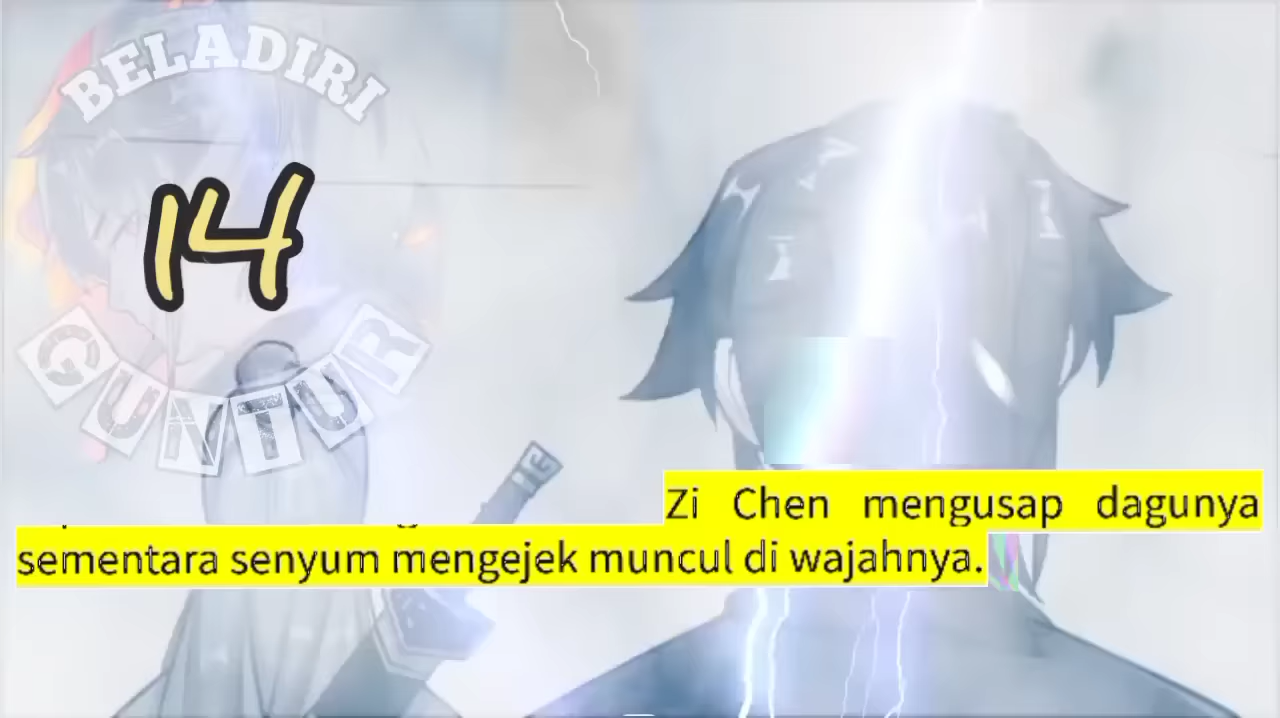 BELADIRI
14
GUNTUR
Zi Chen mengusap dagunya
sementara senyum mengejek muncul di wajahnya.